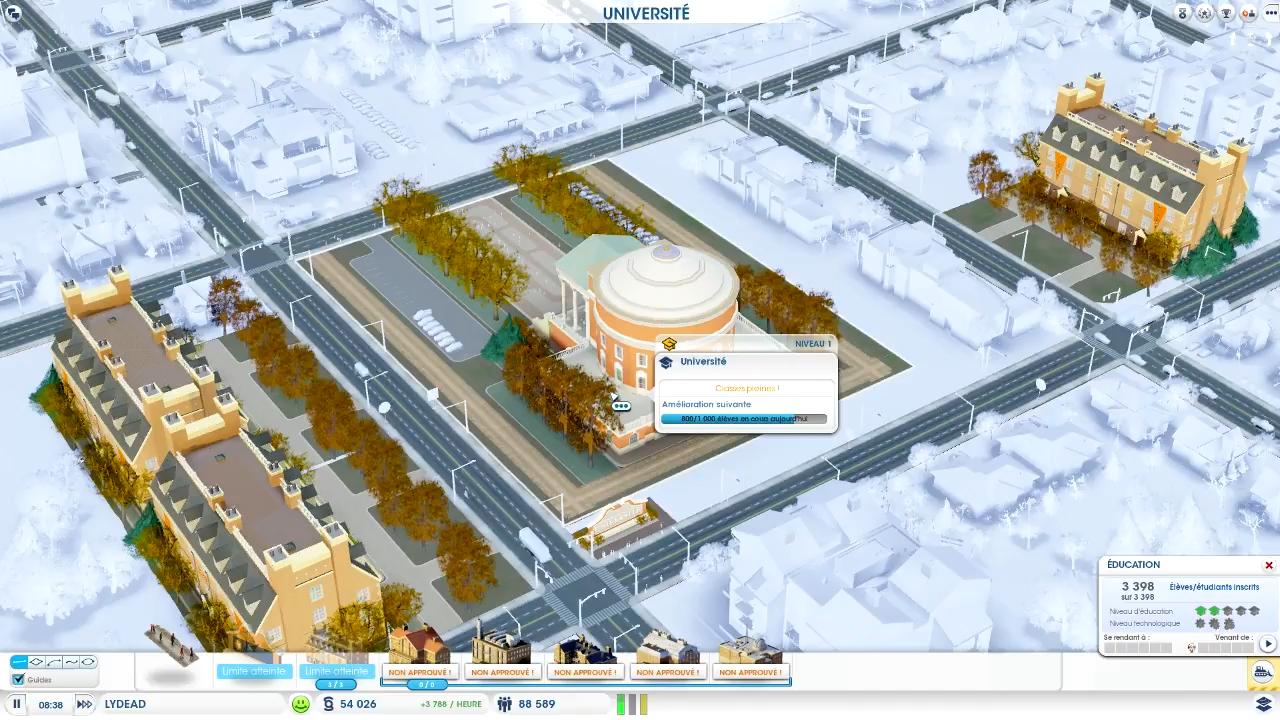 UNIVERSITÉ
NIVEAU 1
Université
Classes pleines !
Amélioration suivante
800/1 000 élèves en cours aujourd'hui
ÉDUCATION
3 398
sur 3 398
Élèves/étudiants inscrits
Niveau d'éducation
Niveau technologique
Se rendant à :
Venant de :
Guides
Limite atteinte
Limite atteinte
3 / 3
NON APPROUVÉ !
0 / 0
NON APPROUVÉ !
NON APPROUVÉ !
NON APPROUVÉ !
NON APPROUVÉ !
08:38
LYDEAD
54 026
+3 788 / HEURE
88 589